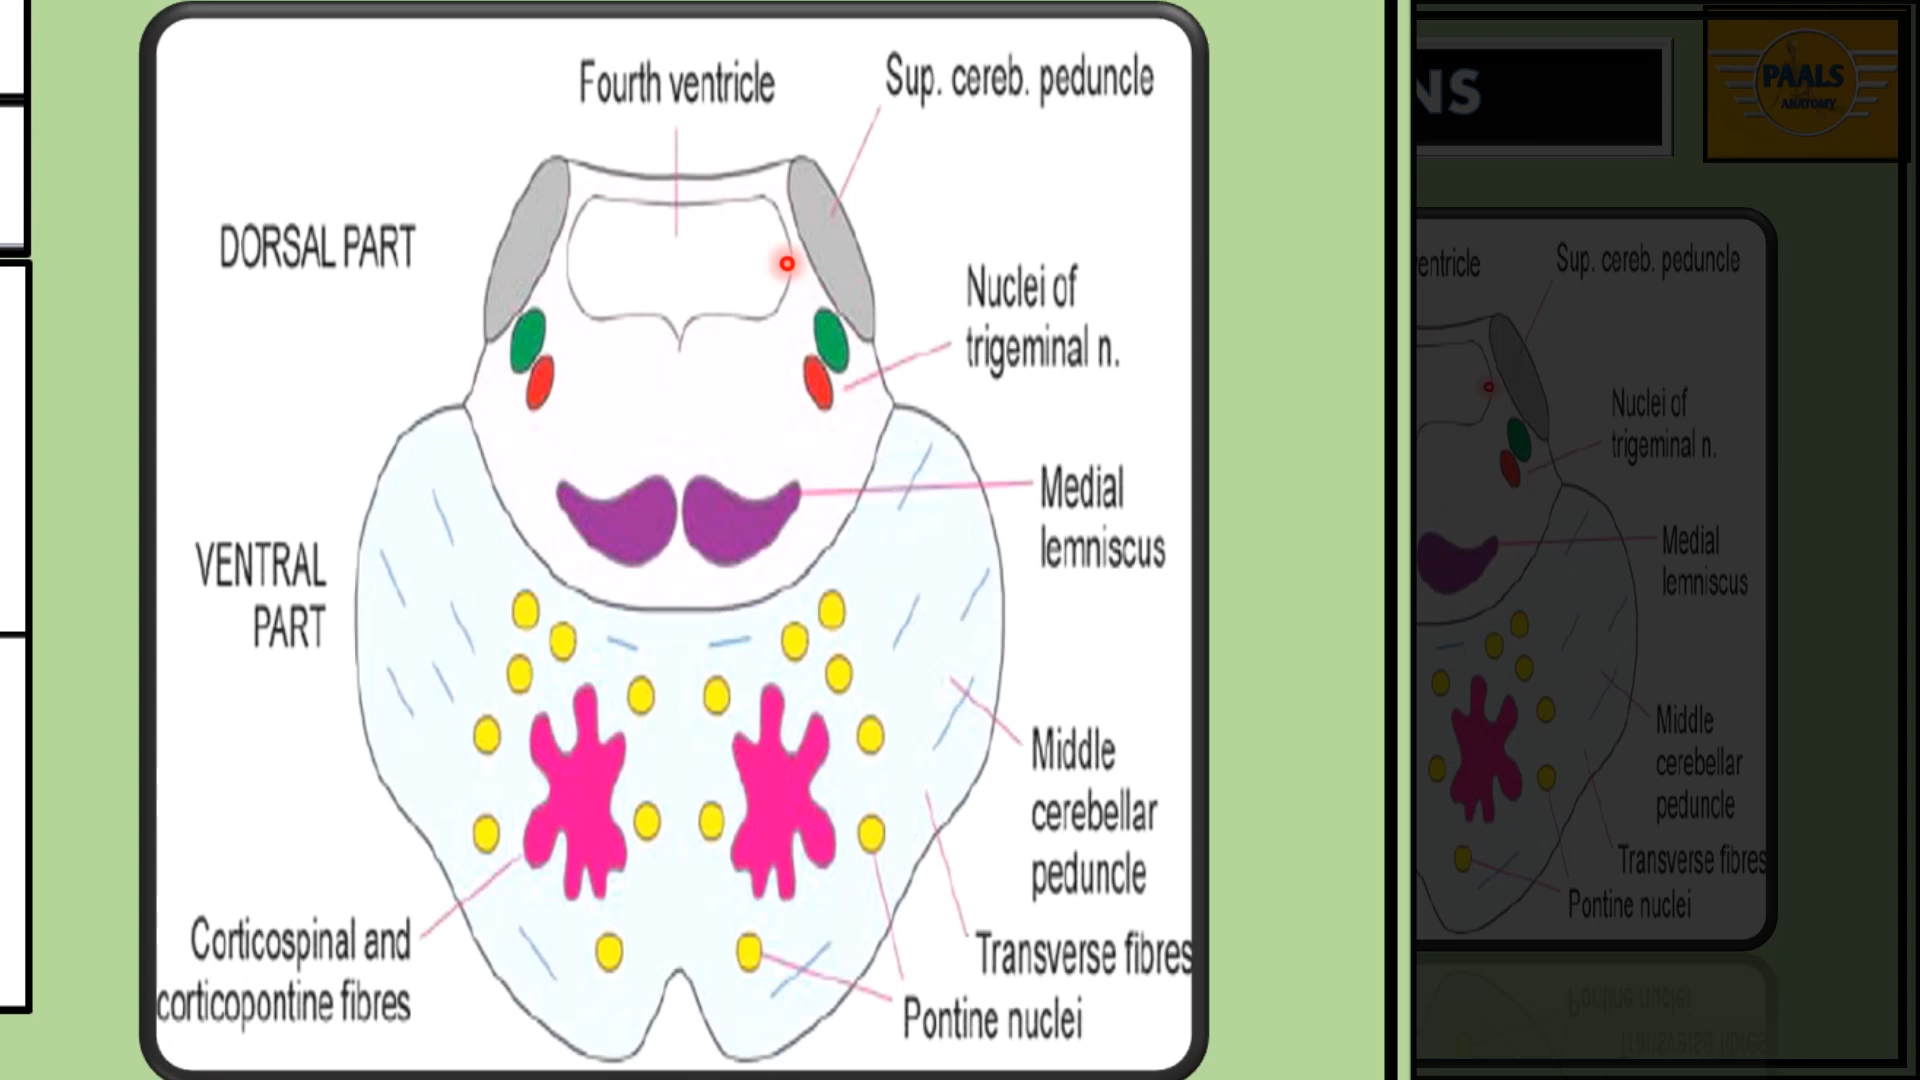 Fourth ventricle
Sup. cereb. peduncle
DORSAL PART
Nuclei of
trigeminal n.
Medial
lemniscus
VENTRAL
PART
Middle
cerebellar
peduncle
Corticospinal and
corticopontine fibres
Transverse fibres
Pontine nuclei
NS
PAALS
ANATOMY
entricle
Sup. cereb. peduncle
Nuclei of
trigeminal n.
Medial
lemniscus
Middle
cerebellar
peduncle
Transverse fibres
Pontine nuclei